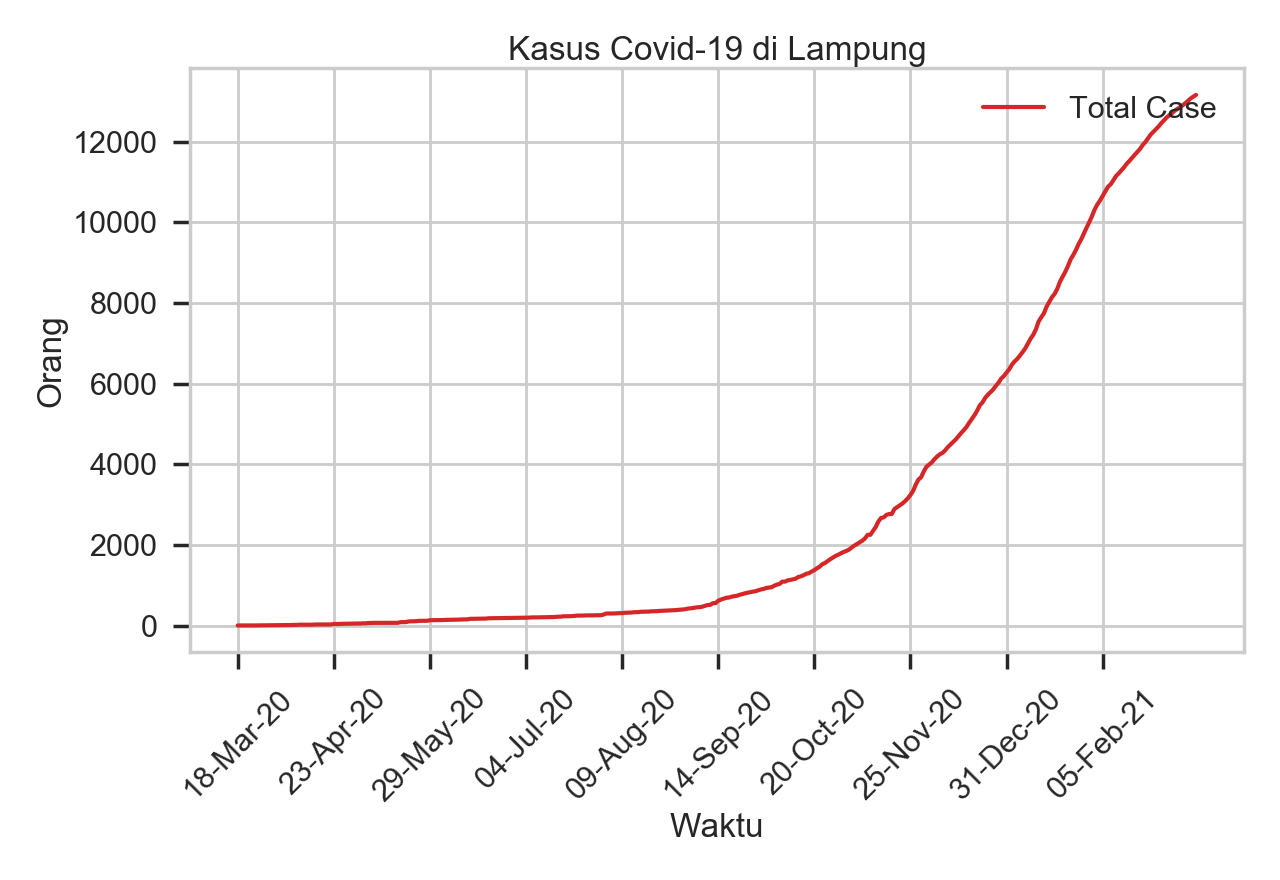 Kasus Covid-19 di Lampung
Total Case
12000
10000
8000
6000
4000
2000
0
Orang
18-Mar-20
23-Apr-20
29-May-20
04-Jul-20
09-Aug-20
14-Sep-20
20-Oct-20
25-Nov-20
31-Dec-20
05-Feb-21
Waktu